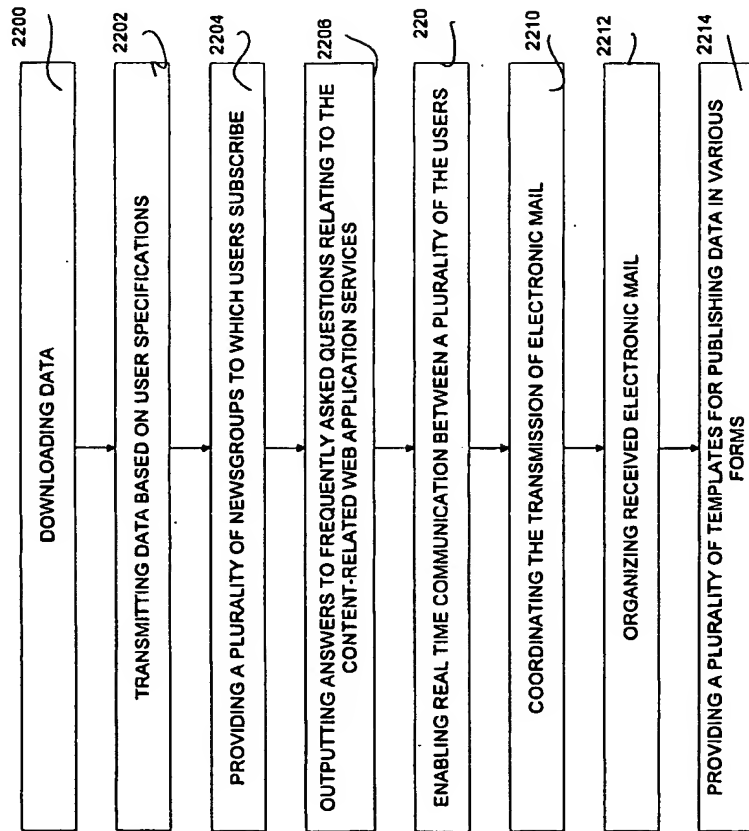 2200
DOWNLOADING DATA
2202
TRANSMITTING DATA BASED ON USER SPECIFICATIONS
2204
PROVIDING A PLURALITY OF NEWSGROUPS TO WHICH USERS SUBSCRIBE
2206
OUTPUTTING ANSWERS TO FREQUENTLY ASKED QUESTIONS RELATING TO THE
CONTENT-RELATED WEB APPLICATION SERVICES
220
ENABLING REAL TIME COMMUNICATION BETWEEN A PLURALITY OF THE USERS
2210
COORDINATING THE TRANSMISSION OF ELECTRONIC MAIL
2212
ORGANIZING RECEIVED ELECTRONIC MAIL
2214
PROVIDING A PLURALITY OF TEMPLATES FOR PUBLISHING DATA IN VARIOUS
FORMS